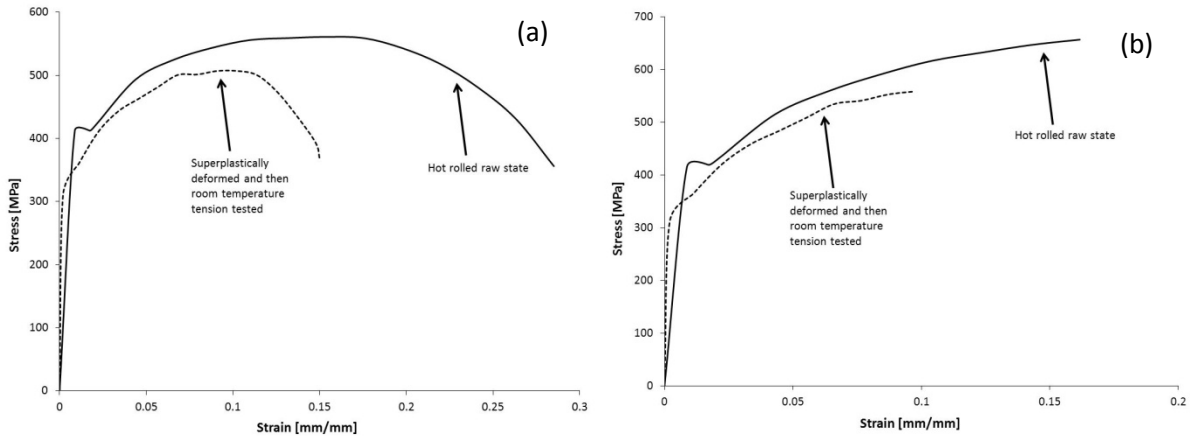 (a)
600
500
400
300
200
100
0
Stress [MPa]
0
0.05
0.1
0.15
0.2
0.25
0.3
Strain [mm/mm]
Superplastically
deformed and then
room temperature
tension tested
Hot rolled raw state
(b)
700
600
500
400
300
200
100
0
Stress [MPa]
0
0.05
0.1
0.15
0.2
Strain [mm/mm]
Hot rolled raw state
Superplastically
deformed and then
room temperature
tension tested